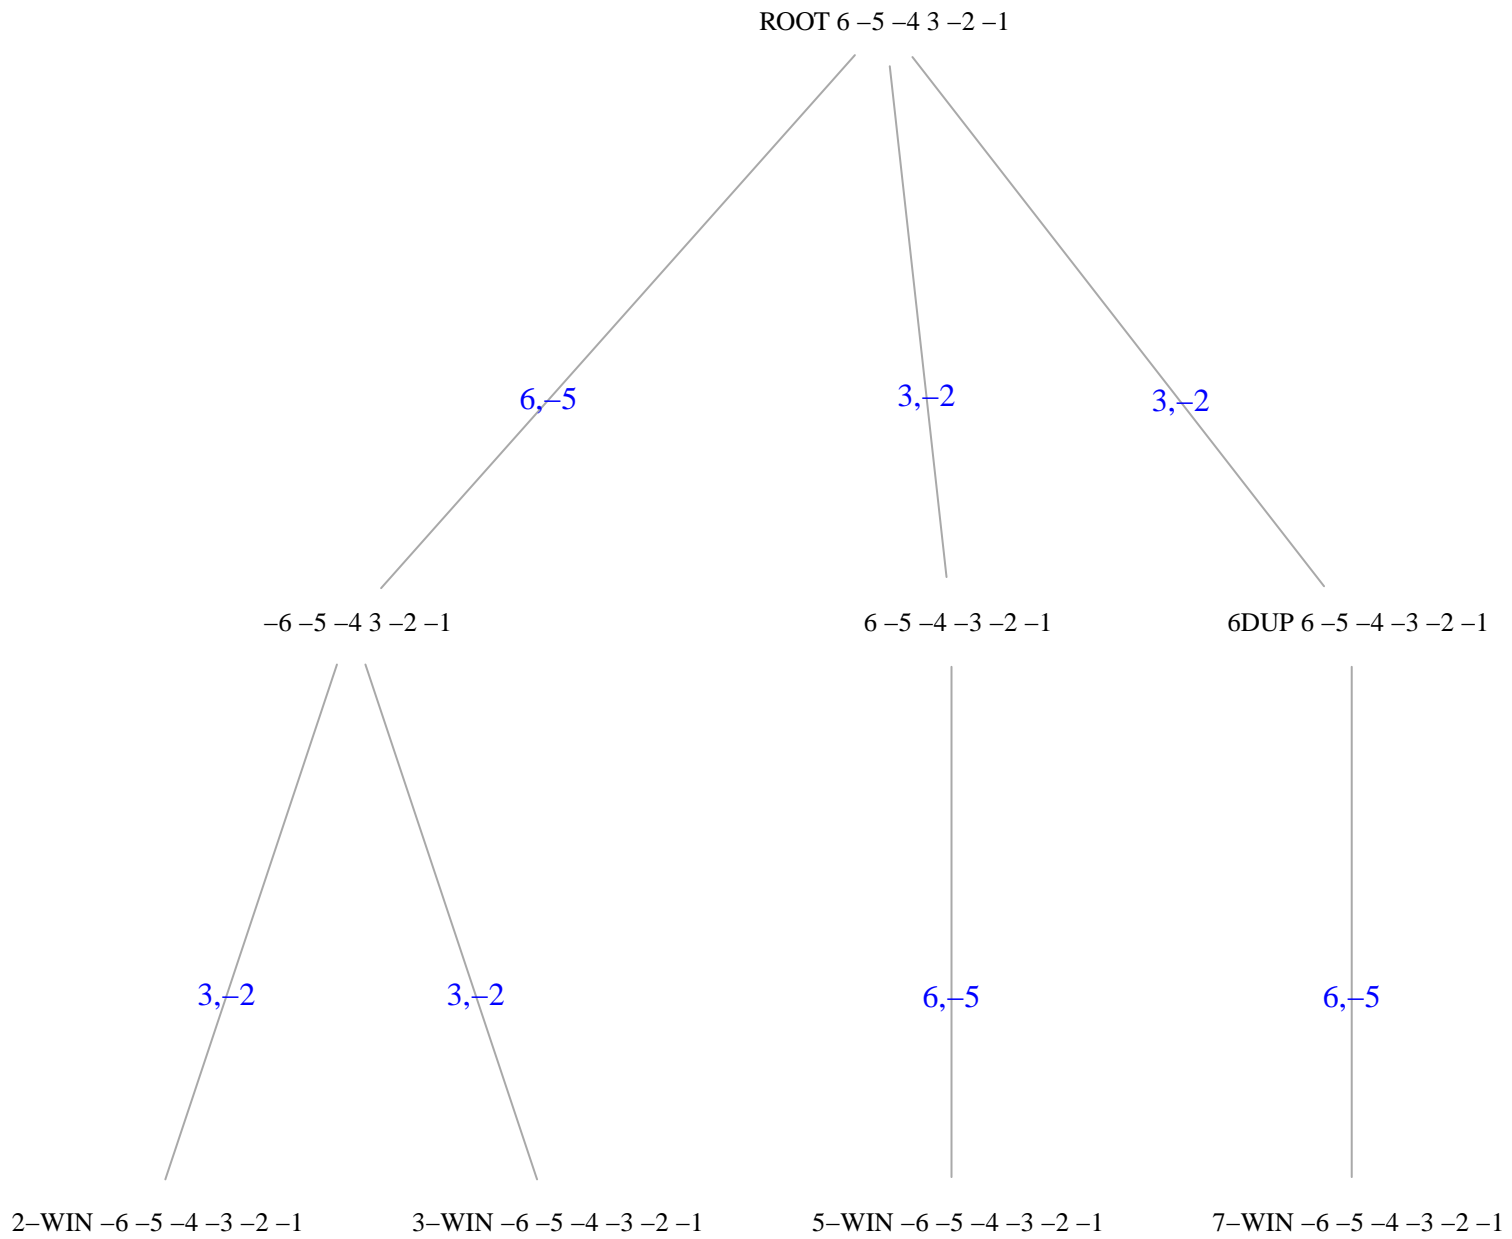 ROOT 6 –5 –4 3 –2 –1
6,–5
3,–2
3,–2
–6 –5 –4 3 –2 –1
6 –5 –4 –3 –2 –1
6DUP 6 –5 –4 –3 –2 –1
3,–2
3,–2
6,–5
6,–5
2–WIN –6 –5 –4 –3 –2 –1
3–WIN –6 –5 –4 –3 –2 –1
5–WIN –6 –5 –4 –3 –2 –1
7–WIN –6 –5 –4 –3 –2 –1